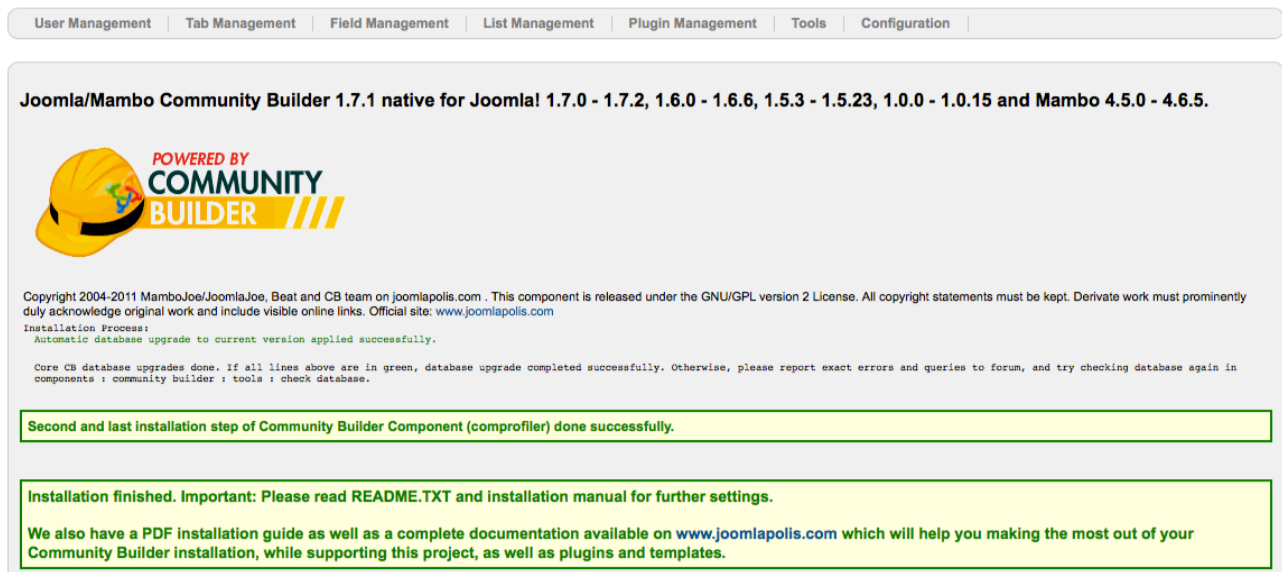 User Management Tab Management Field Management List Management Plugin Management Tools Configuration
Joomla/Mambo Community Builder 1.7.1 native for Joomla! 1.7.0 - 1.7.2, 1.6.0 - 1.6.6, 1.5.3 - 1.5.23, 1.0.0 - 1.0.15 and Mambo 4.5.0 - 4.6.5.
POWERED BY
COMMUNITY
BUILDER
Copyright 2004-2011 MamboJoe/JoomlaJoe, Beat and CB team on joomlapolis.com . This component is released under the GNU/GPL version 2 License. All copyright statements must be kept. Derivate work must prominently
duly acknowledge original work and include visible online links. Official site: www.joomlapolis.com
Installation Process:
Automatic database upgrade to current version applied successfully.
Core CB database upgrades done. If all lines above are in green, database upgrade completed successfully. Otherwise, please report exact errors and queries to forum, and try checking database again in
components : community builder : tools : check database.
Second and last installation step of Community Builder Component (comprofiler) done successfully.
Installation finished. Important: Please read README.TXT and installation manual for further settings.
We also have a PDF installation guide as well as a complete documentation available on www.joomlapolis.com which will help you making the most out of your
Community Builder installation, while supporting this project, as well as plugins and templates.